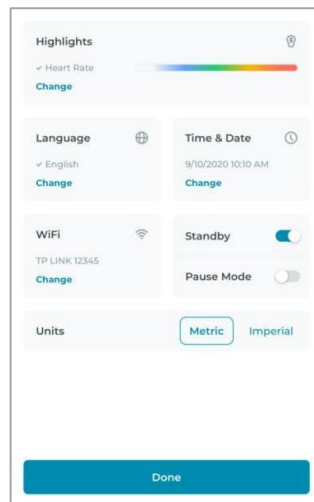 Highlights
✓ Heart Rate
Change
Language
✓ English
Change
Time & Date
9/10/2020 10:10 AM
Change
WiFi
TP LINK 12345
Change
Standby
Pause Mode
Units
Metric
Imperial
Done